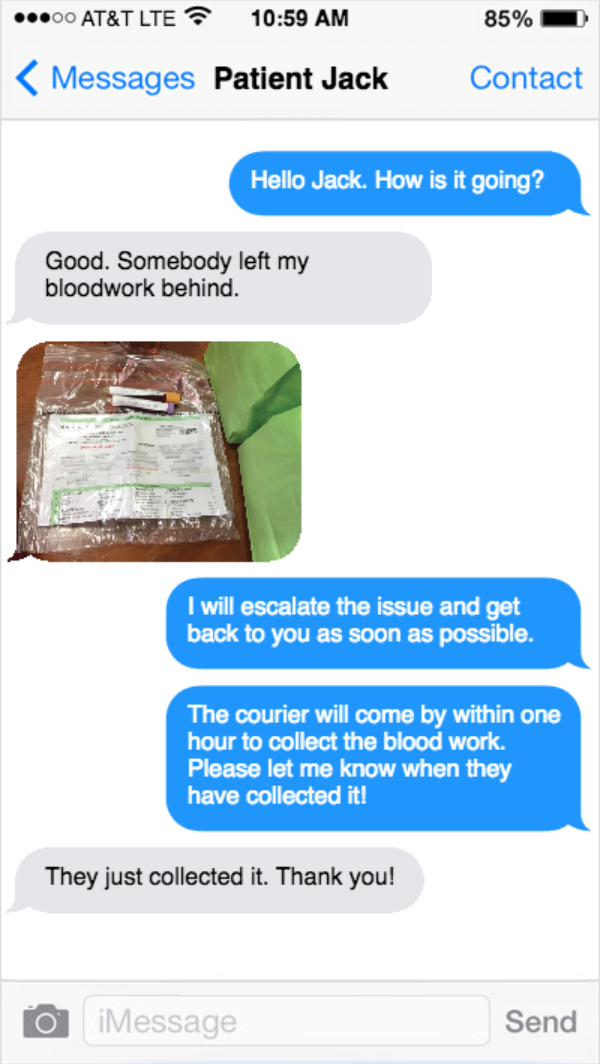 ●●●○○ AT&T LTE 10:59 AM 85%
Messages Patient Jack Contact
Hello Jack. How is it going?
Good. Somebody left my
bloodwork behind.
I will escalate the issue and get
back to you as soon as possible.
The courier will come by within one
hour to collect the blood work.
Please let me know when they
have collected it!
They just collected it. Thank you!
iMessage Send